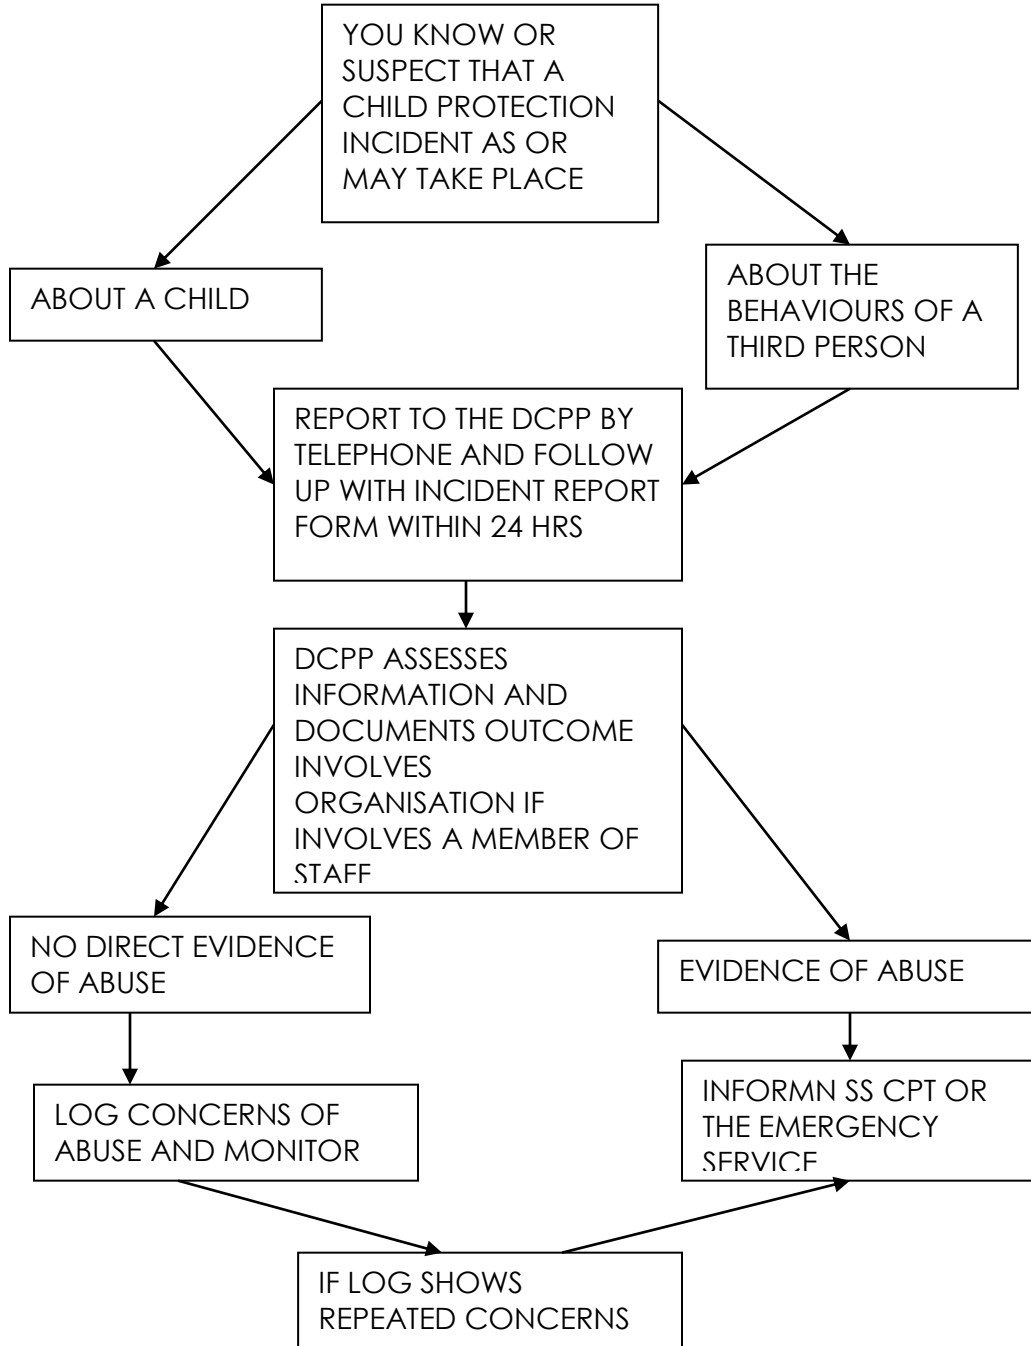 YOU KNOW OR
SUSPECT THAT A
CHILD PROTECTION
INCIDENT AS OR
MAY TAKE PLACE
ABOUT A CHILD
ABOUT THE
BEHAVIOURS OF A
THIRD PERSON
REPORT TO THE DCPP BY
TELEPHONE AND FOLLOW
UP WITH INCIDENT REPORT
FORM WITHIN 24 HRS
DCPP ASSESSES
INFORMATION AND
DOCUMENTS OUTCOME
INVOLVES
ORGANISATION IF
INVOLVES A MEMBER OF
STAFF
NO DIRECT EVIDENCE
OF ABUSE
EVIDENCE OF ABUSE
LOG CONCERNS OF
ABUSE AND MONITOR
INFORMN SS CPT OR
THE EMERGENCY
SERVICE
IF LOG SHOWS
REPEATED CONCERNS